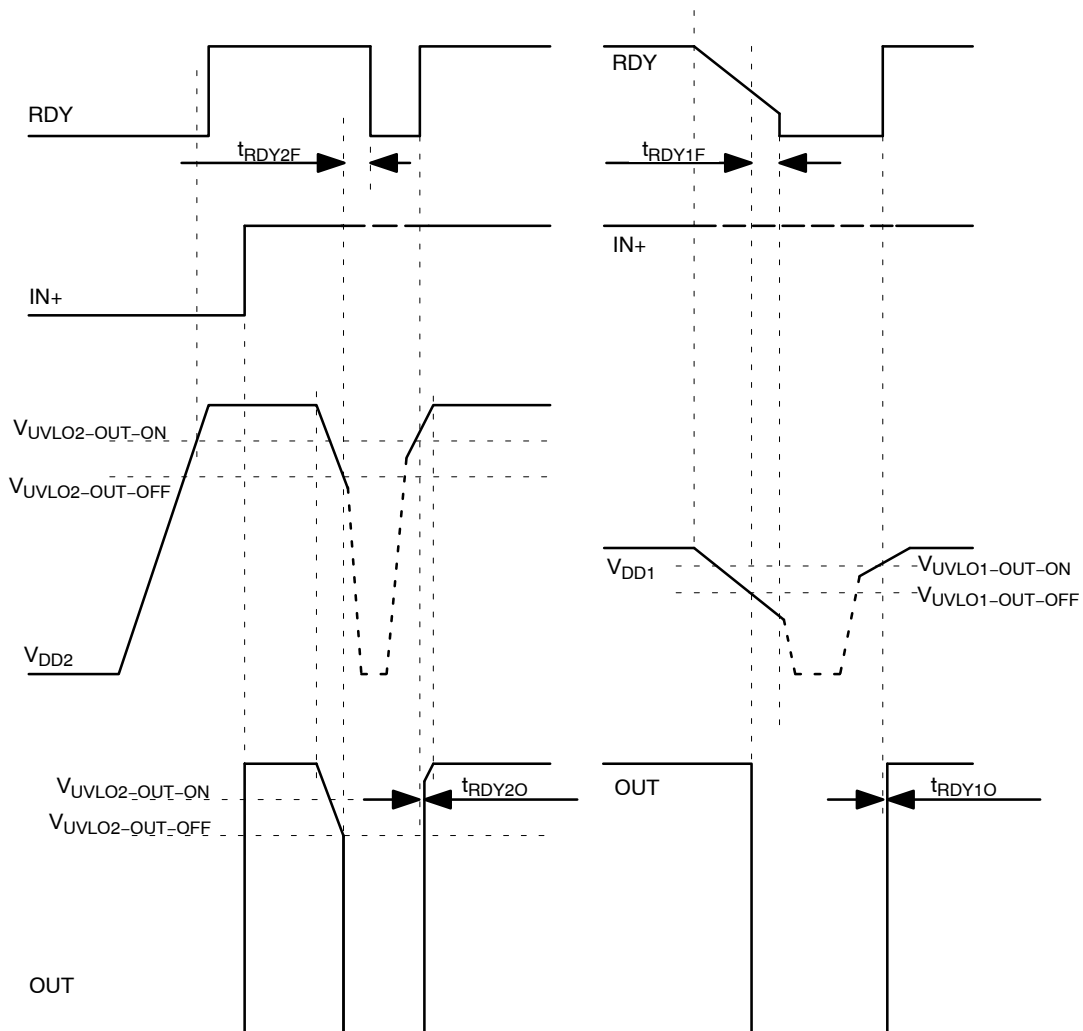 RDY
tRDY2F
IN+
VUVLO2−OUT−ON
VUVLO2−OUT−OFF
VDD2
VUVLO2−OUT−ON
tRDY2O
VUVLO2−OUT−OFF
OUT
RDY
tRDY1F
IN+
VDD1
VUVLO1−OUT−ON
VUVLO1−OUT−OFF
OUT
tRDY1O